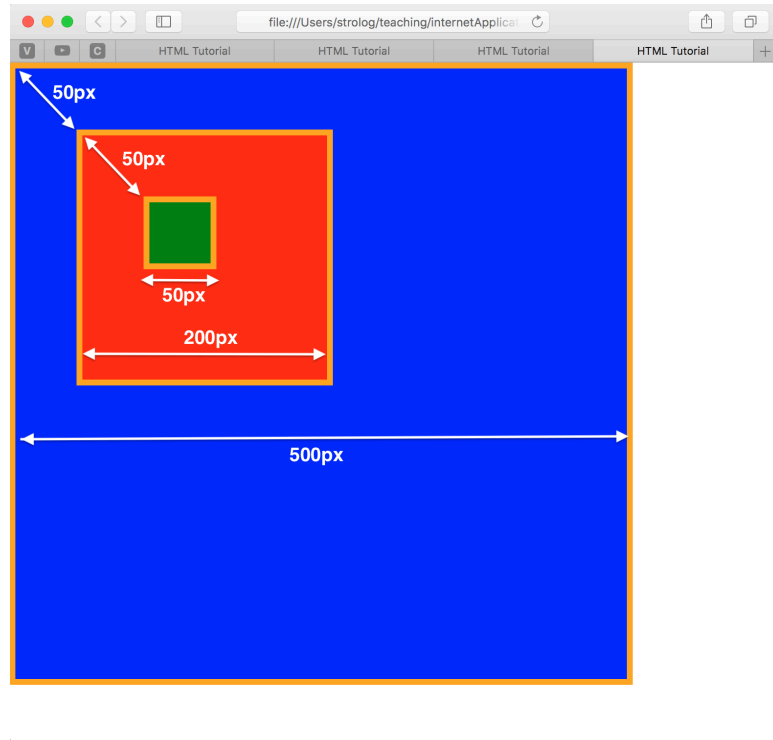 file:///Users/strolog/teaching/internetApplicat
V
C
HTML Tutorial
HTML Tutorial
HTML Tutorial
HTML Tutorial
50px
50px
50px
200px
500px